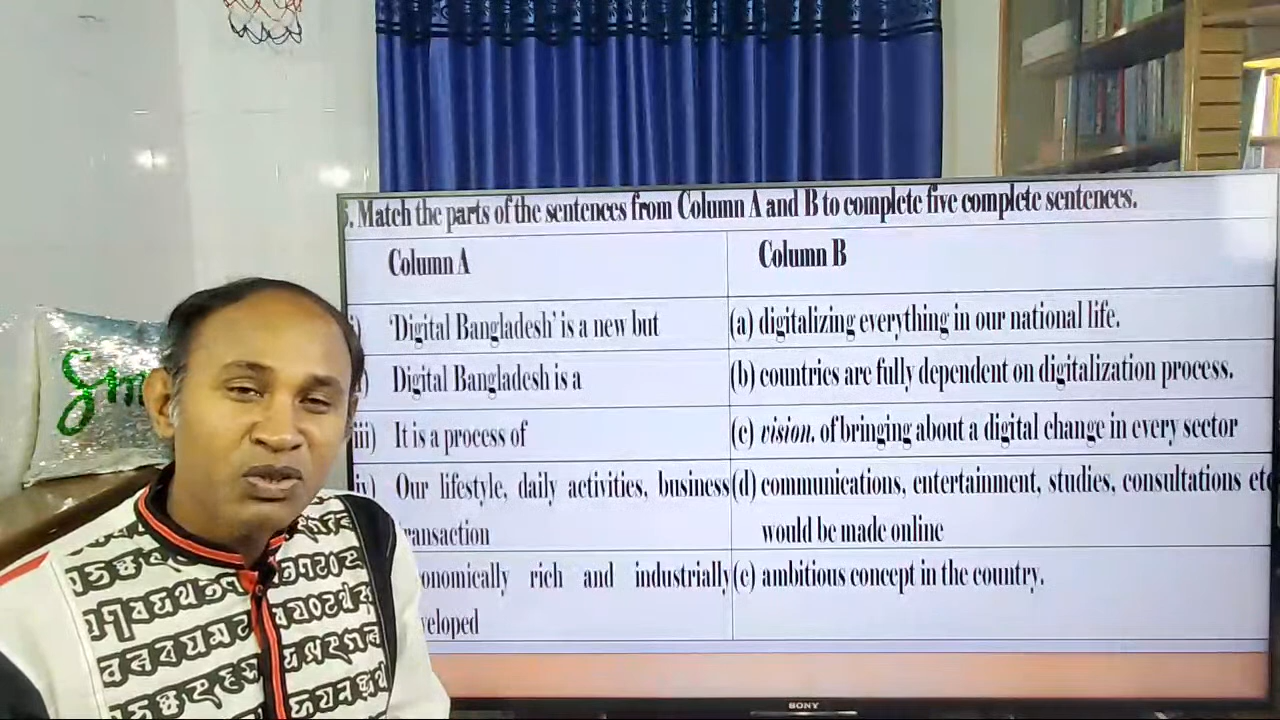 . Match the parts of the sentences from Column A and B to complete five complete sentences.
Column A Column B
i) 'Digital Bangladesh' is a new but (a) digitalizing everything in our national life.
) Digital Bangladesh is a (b) countries are fully dependent on digitalization process.
iii) It is a process of (c) vision. of bringing about a digital change in every sector
iv) Our lifestyle, daily activities, business (d) communications, entertainment, studies, consultations etc
ransaction would be made online
onomically rich and industrially (e) ambitious concept in the country.
veloped
SONY